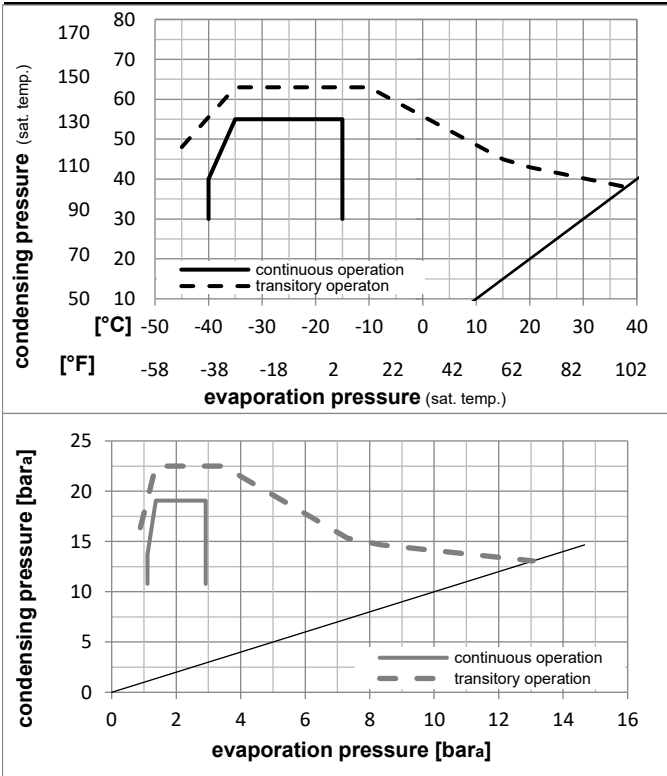 condensing pressure (sat. temp.)
170 80
70
150
60
130 50
110
40
90
30
70 20
50 10
continuous operation
transitory operaton
[°C] -50 -40 -30 -20 -10 0 10 20 30 40
[°F] -58 -38 -18 2 22 42 62 82 102
evaporation pressure (sat. temp.)
condensing pressure [bara]
25
20
15
10
5
0
continuous operation
transitory operation
0 2 4 6 8 10 12 14 16
evaporation pressure [bara]